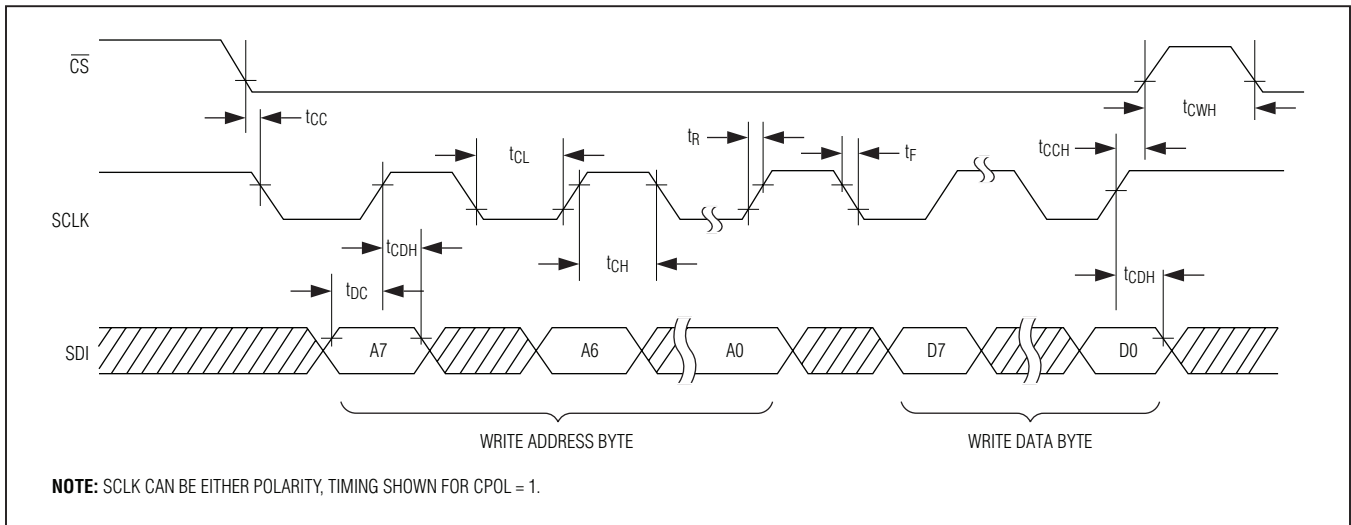 CS
tCC
tCWH
tR
tF
tCCH
tCL
SCLK
tCDH
tCH
tCDH
tDC
SDI
A7
A6
A0
D7
D0
WRITE ADDRESS BYTE
WRITE DATA BYTE
NOTE: SCLK CAN BE EITHER POLARITY, TIMING SHOWN FOR CPOL = 1.